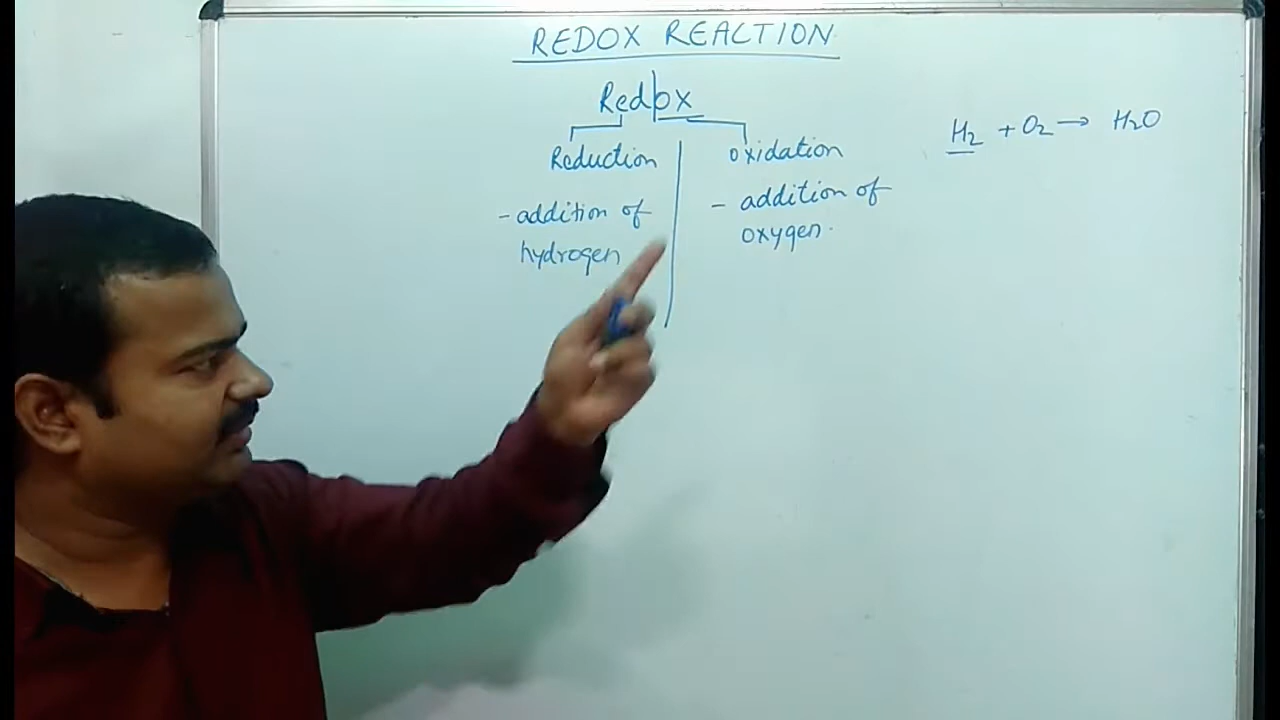 REDOX REACTION
Redox
Reduction
- addition of
hydrogen
oxidation
- addition of
oxygen.
H₂ + O₂ → H₂O